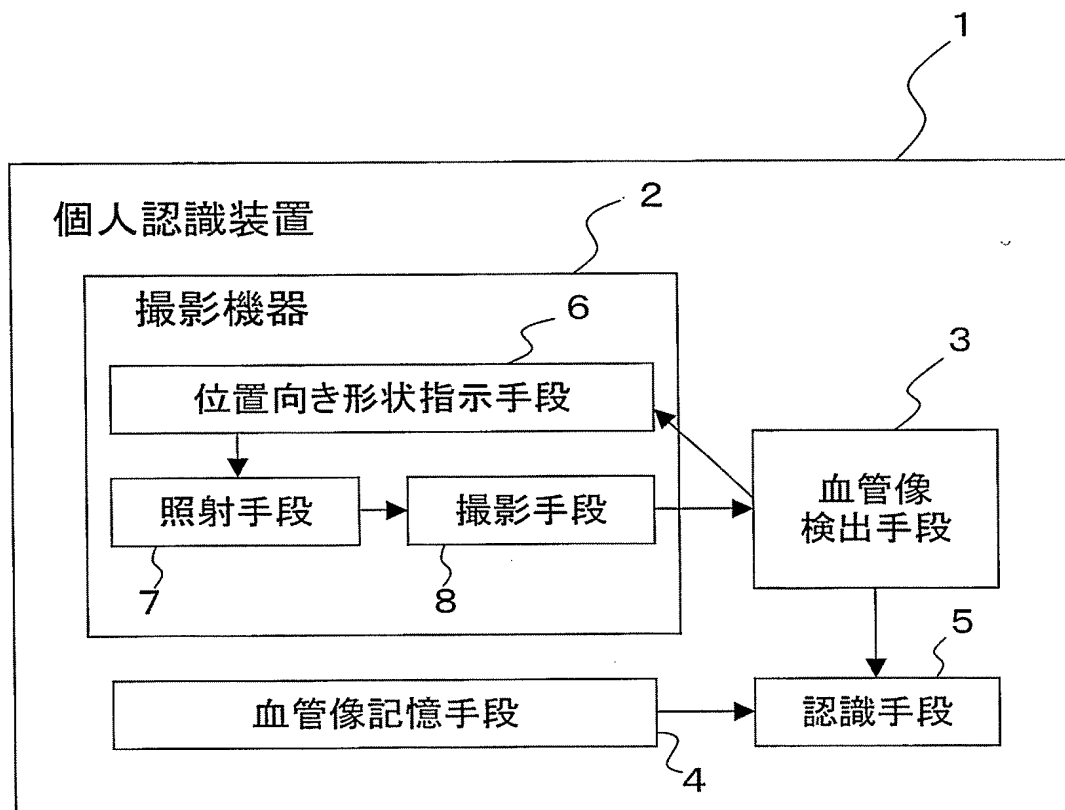 1
個人認識装置
2
撮影機器
6
位置向き形状指示手段
3
照射手段
撮影手段
血管像
検出手段
7
8
5
血管像記憶手段
認識手段
4